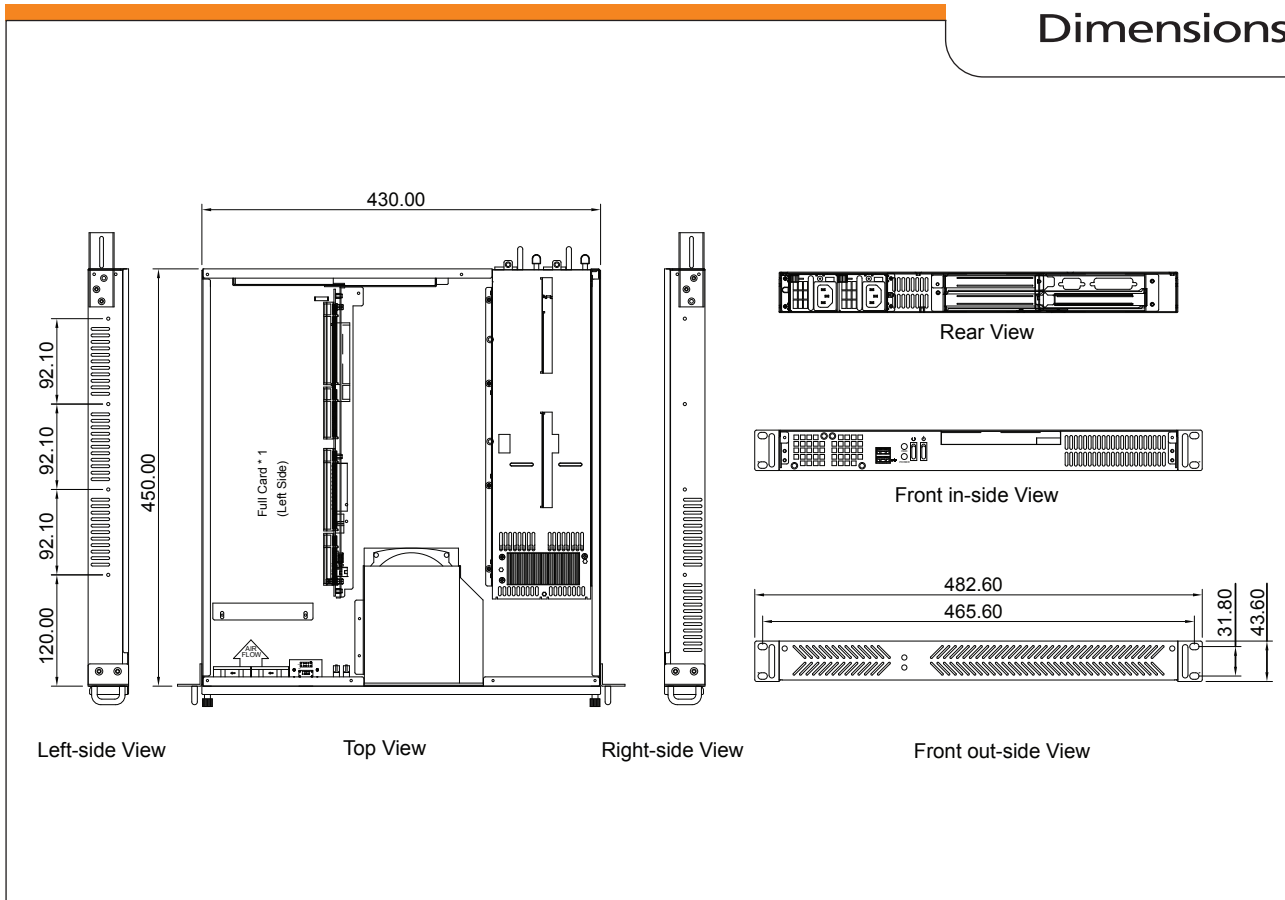 Dimensions
430.00
450.00
92.10
92.10
92.10
120.00
Full Card * 1
(Left Side)
AIR
FLOW
Left-side View
Top View
Right-side View
Rear View
Front in-side View
482.60
465.60
31.80
43.60
Front out-side View